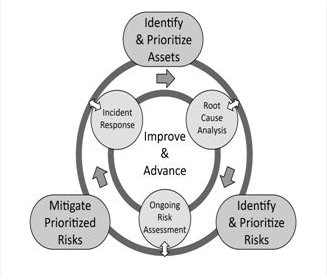 Identify
& Prioritize
Assets
Incident
Response
Root
Cause
Analysis
Improve
&
Advance
Mitigate
Prioritized
Risks
Ongoing
Risk
Assessment
Identify
& Prioritize
Risks